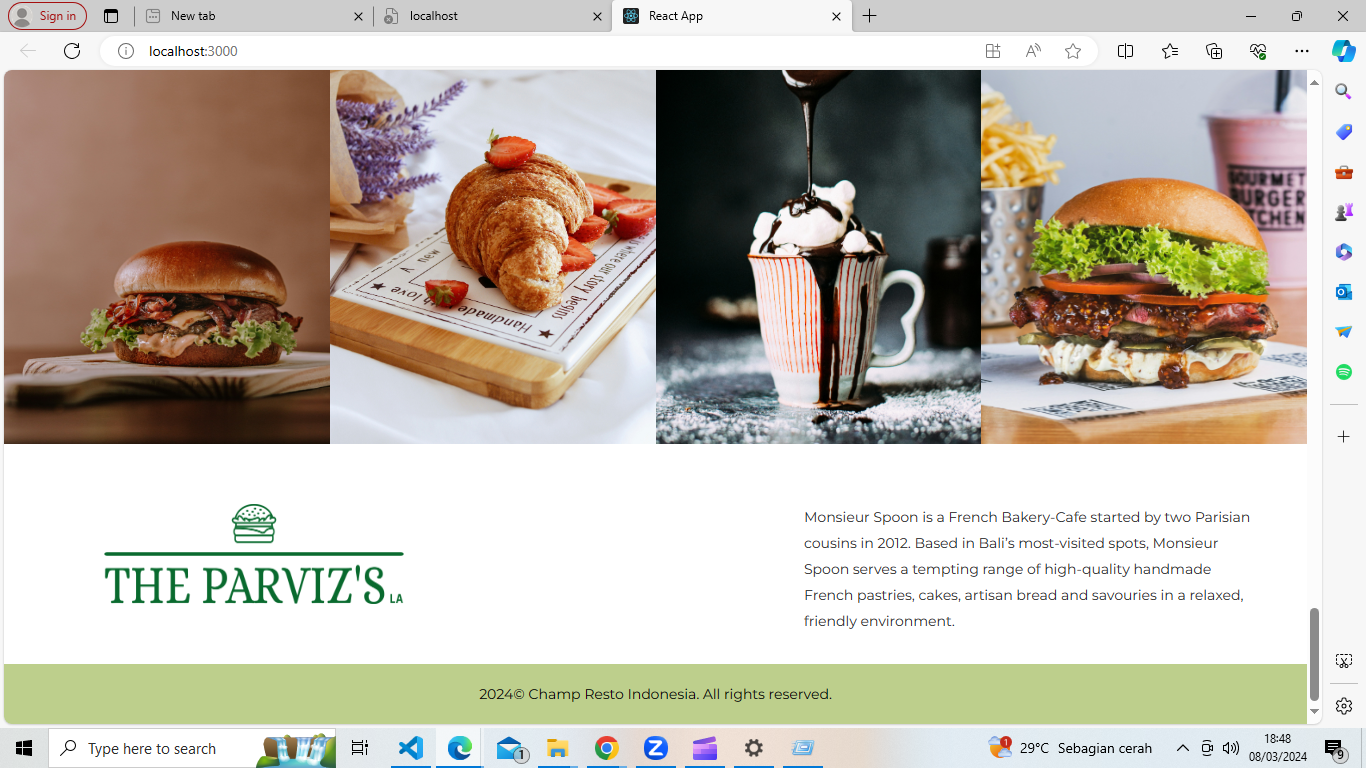 Sign in
New tab
localhost
React App
localhost:3000
A new
where our story begins
with love
Handmade
GOURMET
BURGER
KITCHEN
THE PARVIZ'S LA
Monsieur Spoon is a French Bakery-Cafe started by two Parisian
cousins in 2012. Based in Bali's most-visited spots, Monsieur
Spoon serves a tempting range of high-quality handmade
French pastries, cakes, artisan bread and savouries in a relaxed,
friendly environment.
2024© Champ Resto Indonesia. All rights reserved.
Type here to search
1
1
29°C Sebagian cerah
18:48
08/03/2024
9